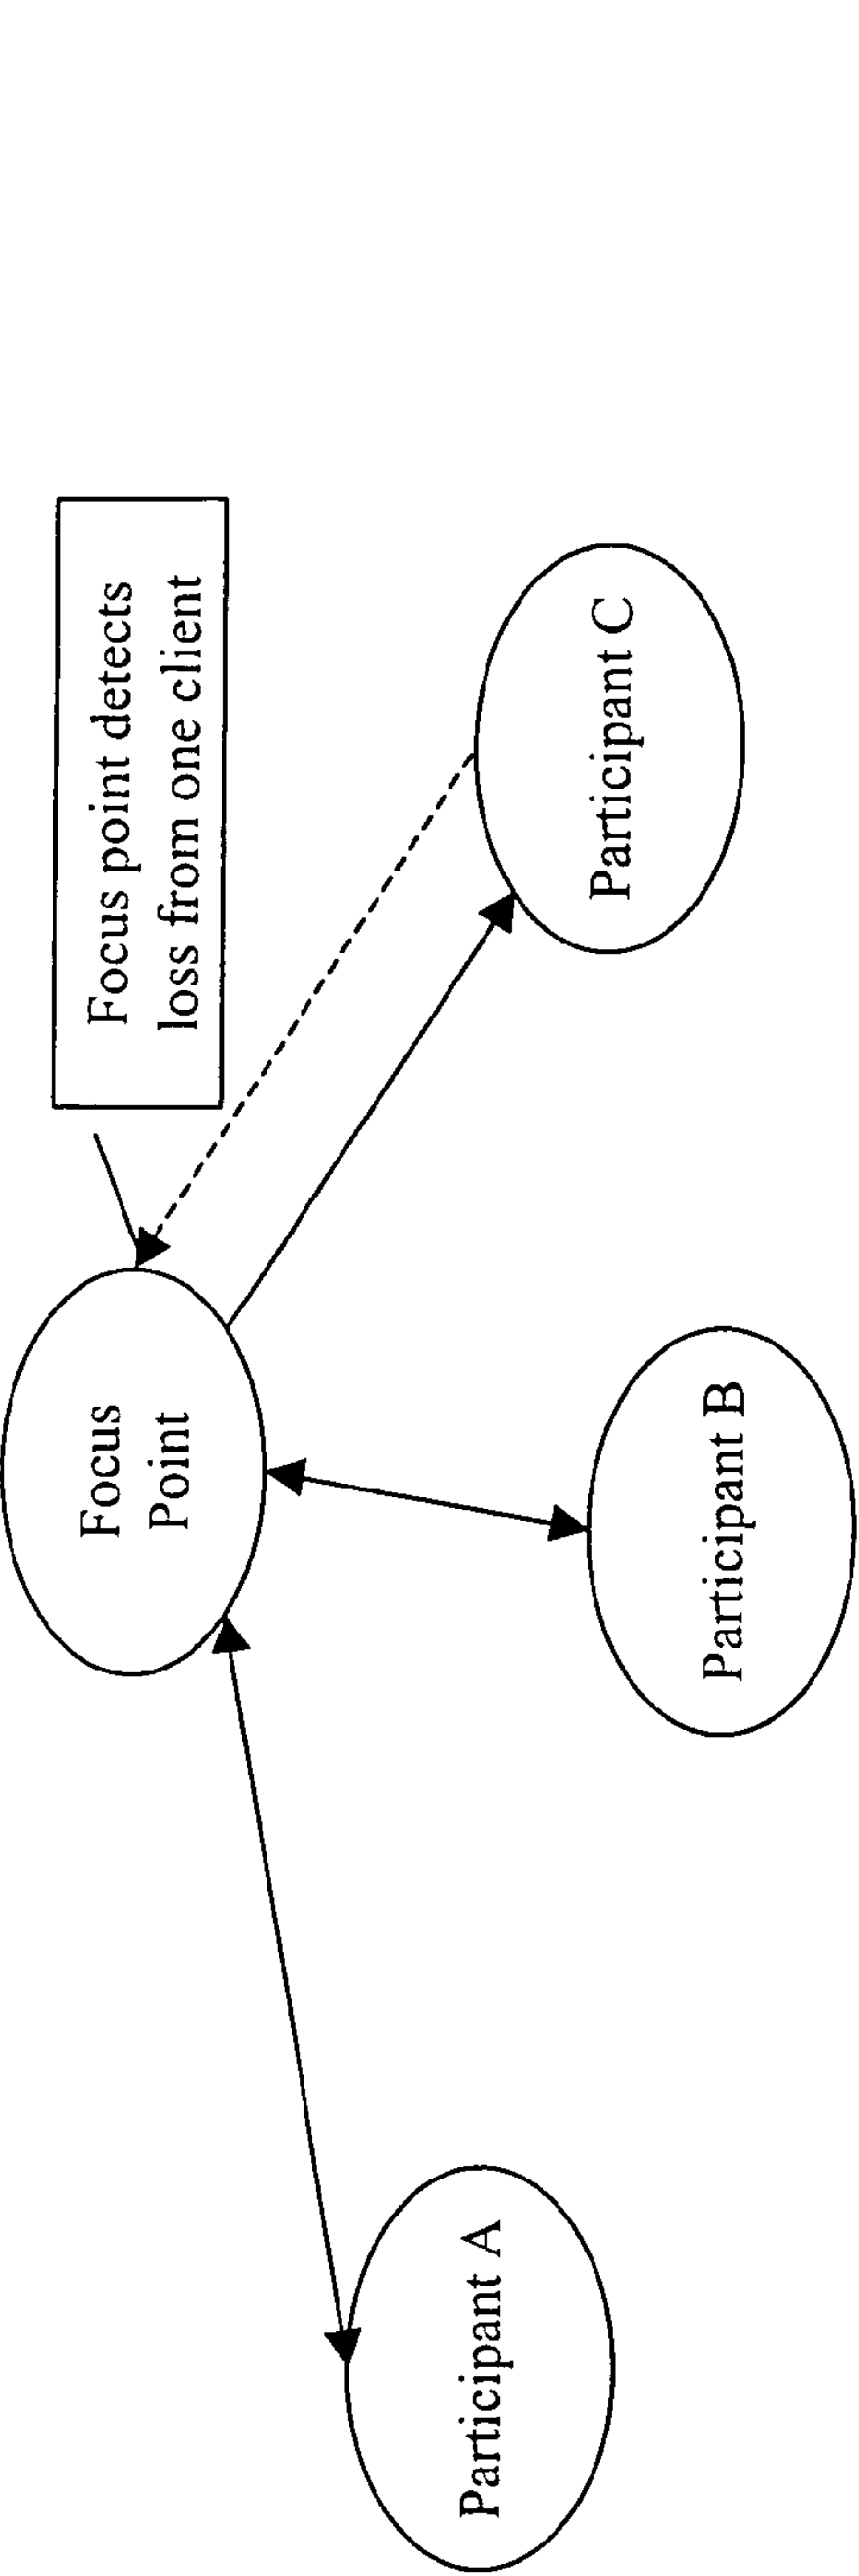 Focus point detects
loss from one client
Focus
Point
Participant A
Participant B
Participant C